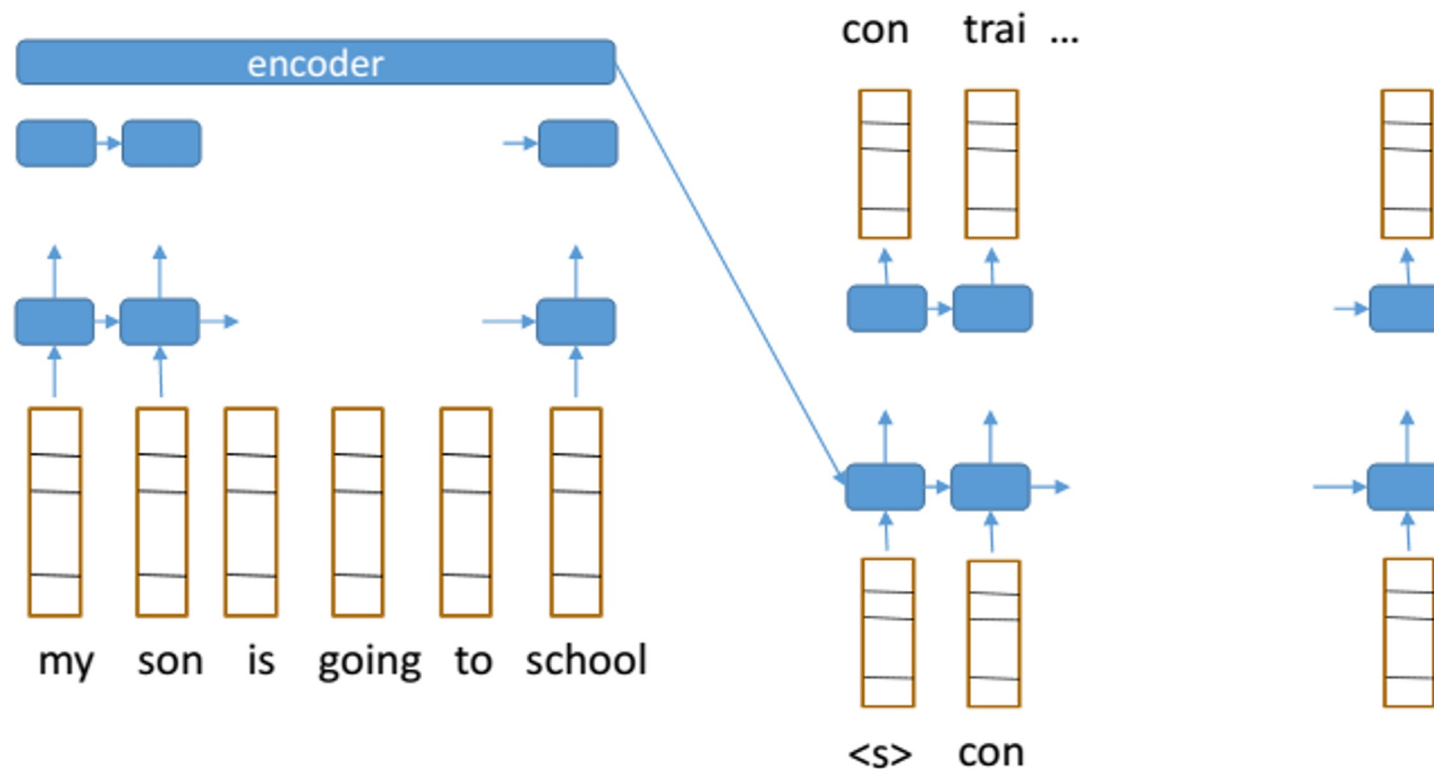 con trai ...
encoder
my son is going to school
<s> con